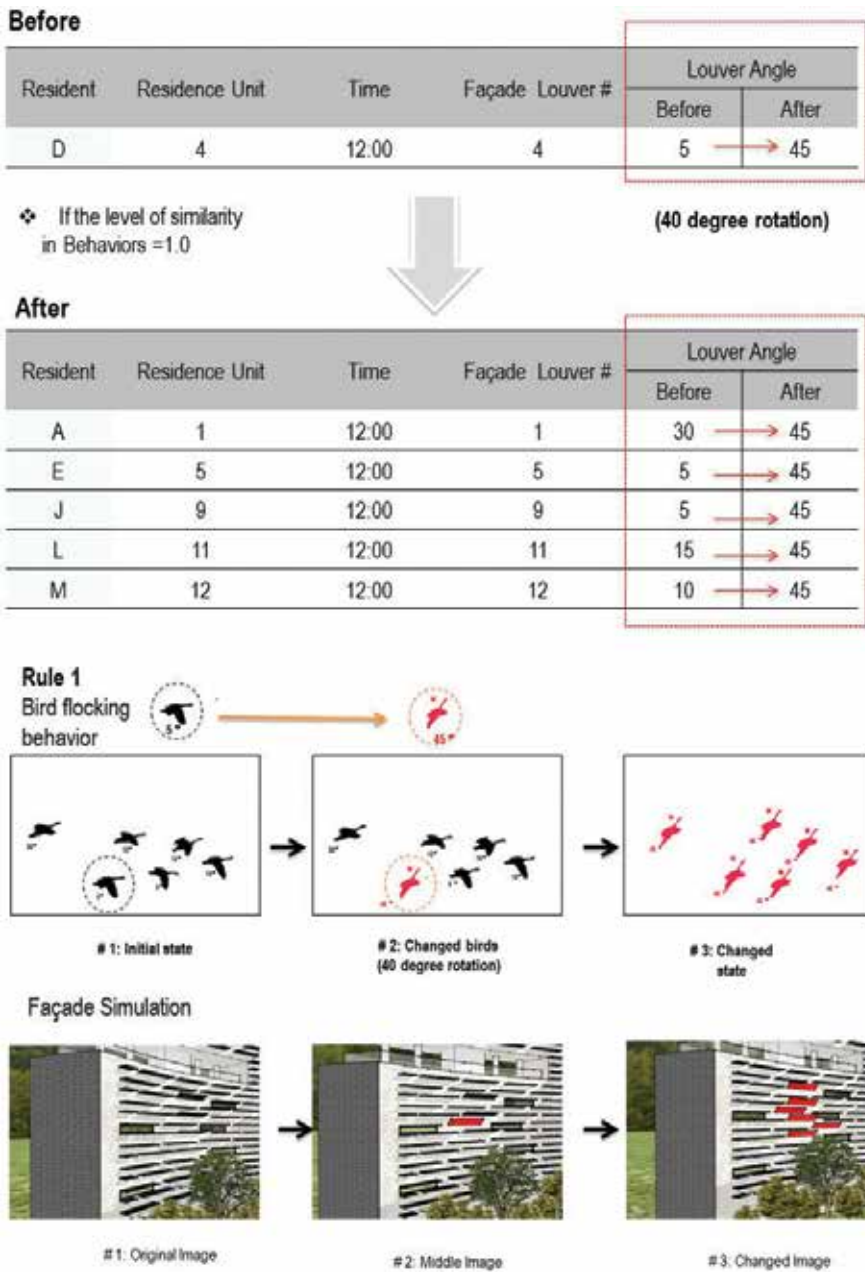 Before
Resident Residence Unit Time Façade Louver # Louver Angle
Before After
D 4 12:00 4 5 45
❖ If the level of similarity
in Behaviors =1.0
(40 degree rotation)
After
Resident Residence Unit Time Façade Louver # Louver Angle
Before After
A 1 12:00 1 30 45
E 5 12:00 5 5 45
J 9 12:00 9 5 45
L 11 12:00 11 15 45
M 12 12:00 12 10 45
Rule 1
Bird flocking
behavior
5°
45°
# 1: Initial state
# 2: Changed birds
(40 degree rotation)
# 3: Changed
state
Façade Simulation
# 1: Original Image
# 2: Middle Image
# 3: Changed Image